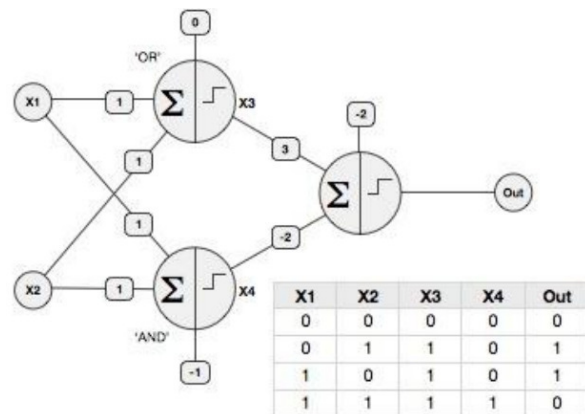 0
'OR'
X1
1
X3
-2
3
1
Out
1
-2
X2
1
X4
'AND'
-1
X1 X2 X3 X4 Out
0 0 0 0 0
0 1 1 0 1
1 0 1 0 1
1 1 1 1 0